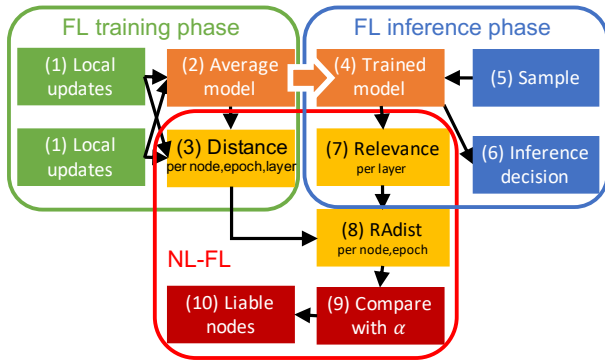 FL training phase
FL inference phase
(1) Local
updates
(2) Average
model
(4) Trained
model
(5) Sample
(1) Local
updates
(3) Distance
per node,epoch,layer
(7) Relevance
per layer
(6) Inference
decision
(8) RAdist
per node,epoch
NL-FL
(10) Liable
nodes
(9) Compare
with α